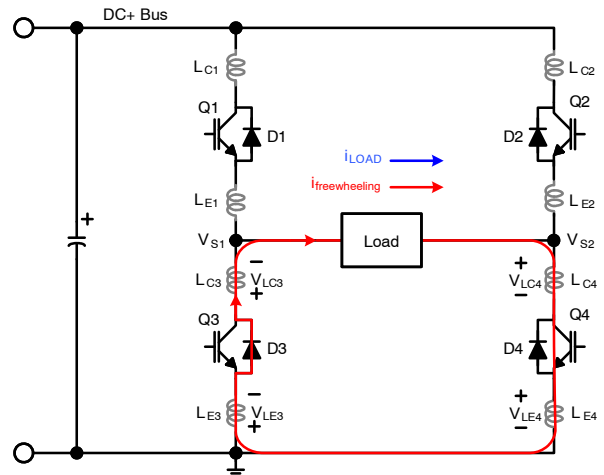 DC+ Bus
LC1
LC2
Q1
Q2
D1
D2
iLOAD
ifreewheeling
LE1
LE2
VS1
Load
VS2
− +
LC3
VLC3
VLC4
LC4
+ −
Q3
Q4
D3
D4
− +
LE3
VLE3
VLE4
LE4
+ −
+